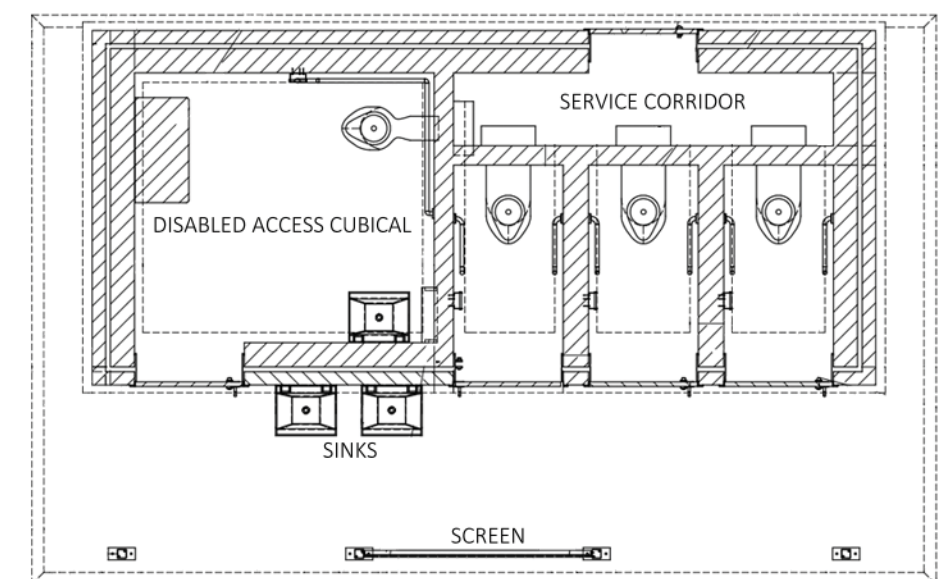 SERVICE CORRIDOR
DISABLED ACCESS CUBICAL
SINKS
SCREEN